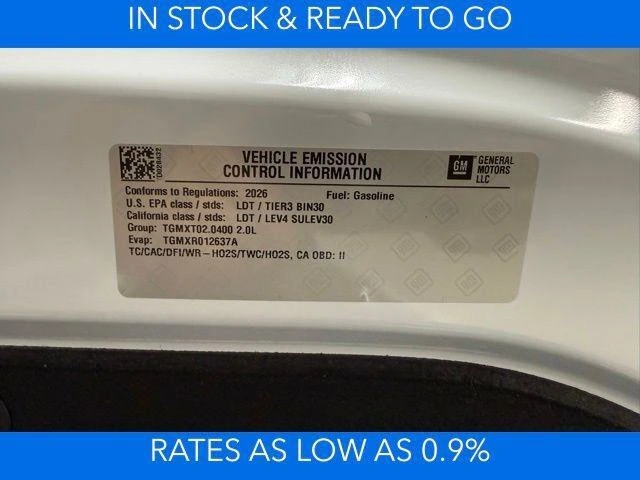 IN STOCK & READY TO GO
VEHICLE EMISSION
CONTROL INFORMATION
GM
GENERAL
MOTORS
LLC
Conforms to Regulations: 2026 Fuel: Gasoline
U.S. EPA class / stds: LDT / TIER3 BIN30
California class / stds: LDT / LEV4 SULEV30
Group: TGMXT02.0400 2.0L
Evap: TGMXR012637A
TC/CAC/DFI/WR-HO2S/TWC/HO2S, CA OBD: II
RATES AS LOW AS 0.9%